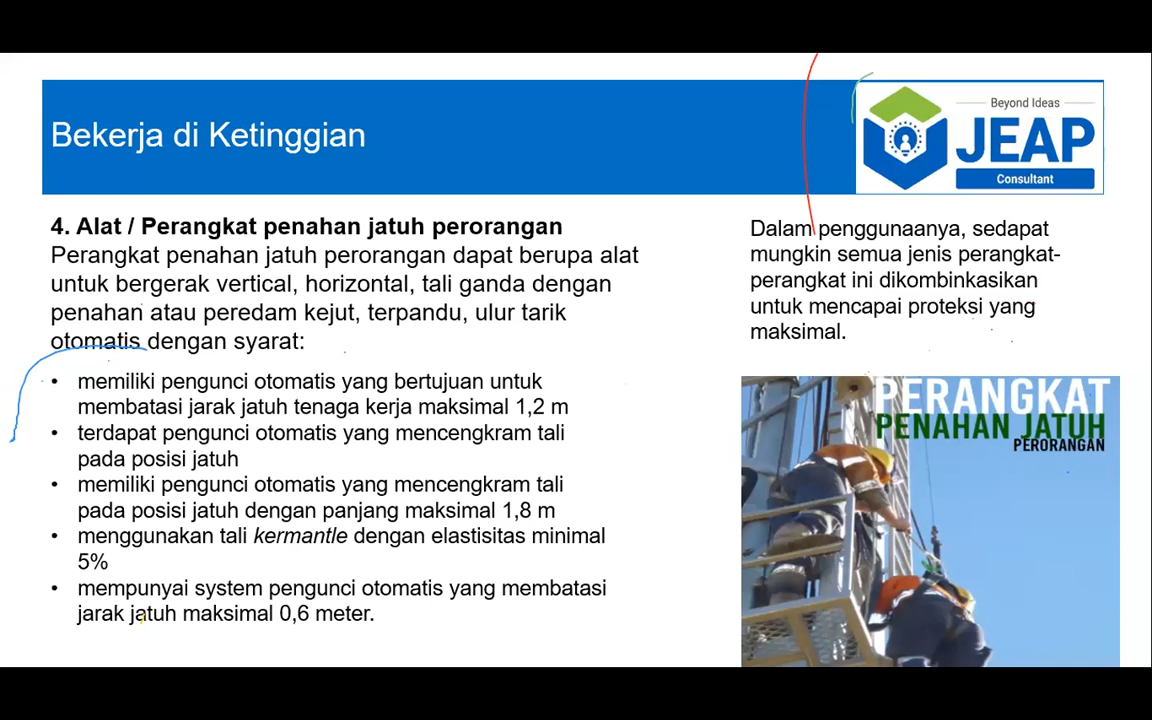 Bekerja di Ketinggian
Beyond Ideas
JEAP
Consultant
4. Alat / Perangkat penahan jatuh perorangan
Perangkat penahan jatuh perorangan dapat berupa alat
untuk bergerak vertical, horizontal, tali ganda dengan
penahan atau peredam kejut, terpandu, ulur tarik
otomatis dengan syarat:
• memiliki pengunci otomatis yang bertujuan untuk
membatasi jarak jatuh tenaga kerja maksimal 1,2 m
• terdapat pengunci otomatis yang mencengkram tali
pada posisi jatuh
• memiliki pengunci otomatis yang mencengkram tali
pada posisi jatuh dengan panjang maksimal 1,8 m
• menggunakan tali kermantle dengan elastisitas minimal
5%
• mempunyai system pengunci otomatis yang membatasi
jarak jatuh maksimal 0,6 meter.
Dalam penggunaanya, sedapat
mungkin semua jenis perangkat-
perangkat ini dikombinkasikan
untuk mencapai proteksi yang
maksimal.
PERANGKAT
PENAHAN JATUH
PERORANGAN